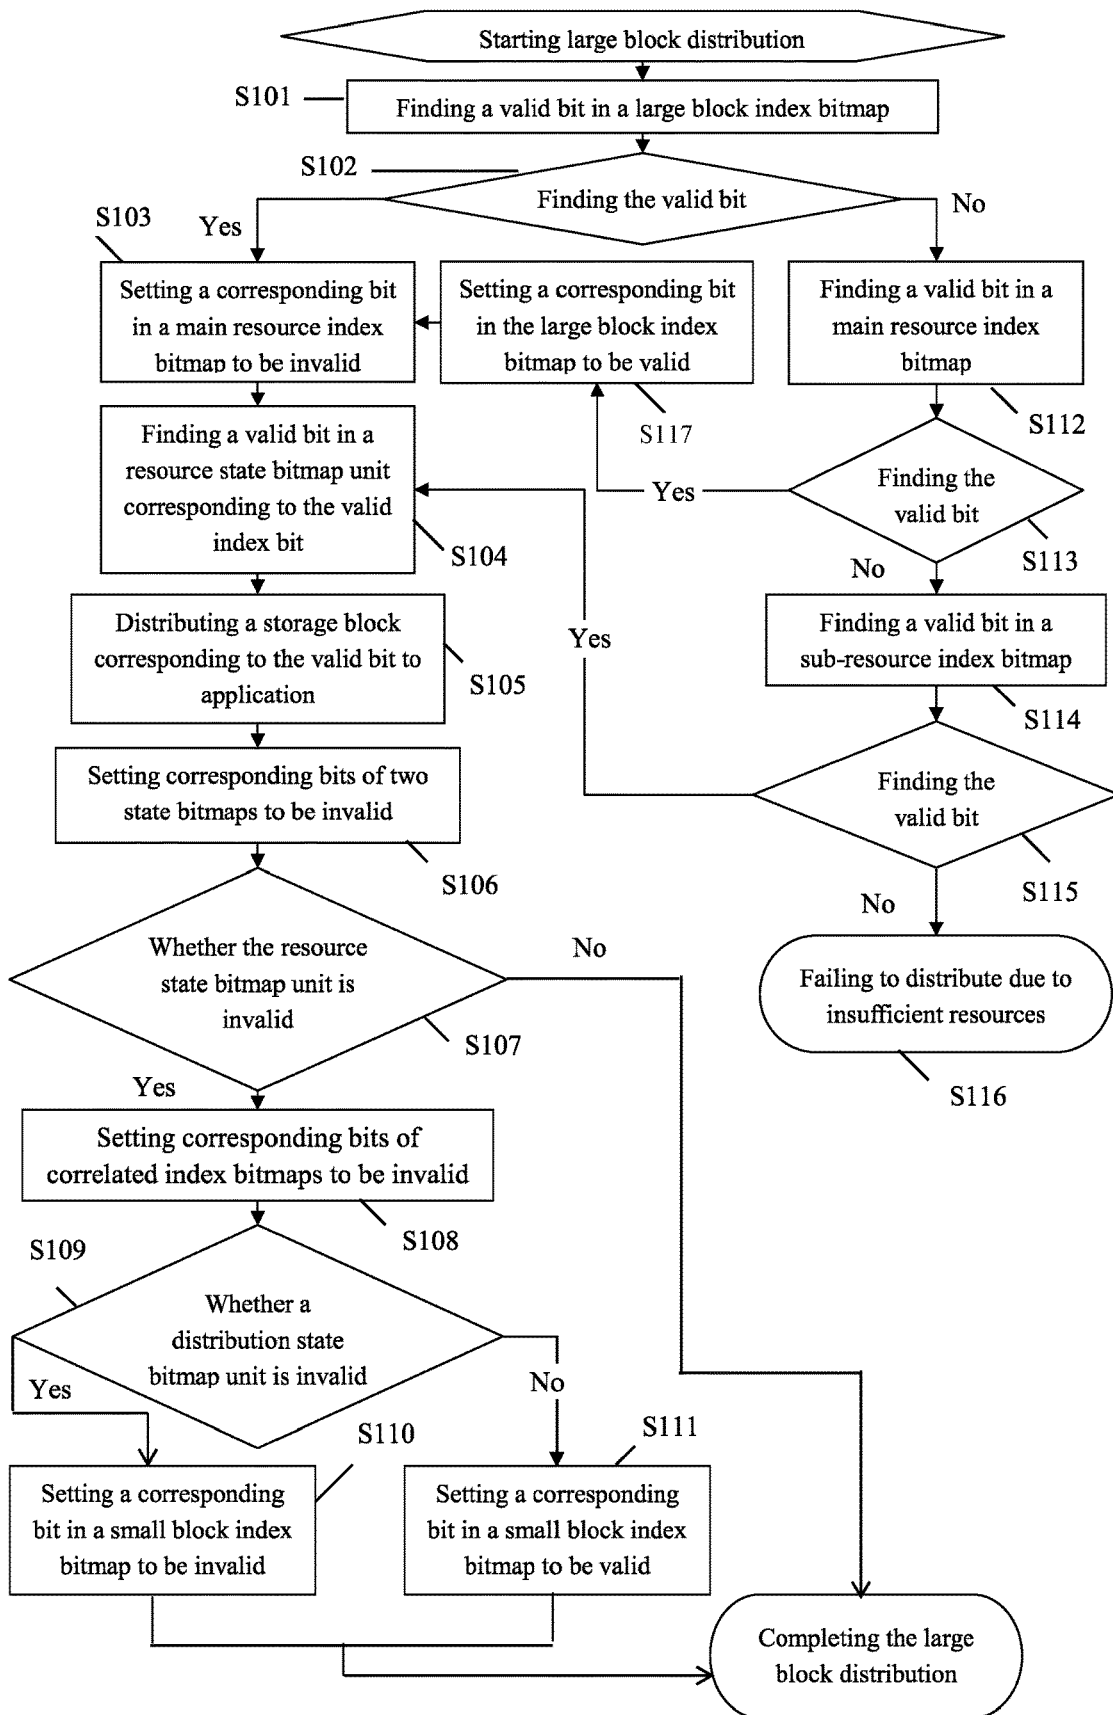 Starting large block distribution
S101
Finding a valid bit in a large block index bitmap
S102
Finding the valid bit
Yes
No
S103
Setting a corresponding bit
in a main resource index
bitmap to be invalid
Setting a corresponding bit
in the large block index
bitmap to be valid
S117
Finding a valid bit in a
main resource index
bitmap
S112
Finding a valid bit in a
resource state bitmap unit
corresponding to the valid
index bit
S104
Yes
Finding the
valid bit
S113
No
Distributing a storage block
corresponding to the valid bit to
application
S105
Yes
Finding a valid bit in a
sub-resource index bitmap
S114
Setting corresponding bits of two
state bitmaps to be invalid
S106
Finding the
valid bit
S115
No
Whether the resource
state bitmap unit is
invalid
S107
No
Yes
Failing to distribute due to
insufficient resources
S116
Setting corresponding bits of
correlated index bitmaps to be invalid
S108
S109
Whether a
distribution state
bitmap unit is invalid
Yes
No
S110
S111
Setting a corresponding
bit in a small block index
bitmap to be invalid
Setting a corresponding
bit in a small block index
bitmap to be valid
Completing the large
block distribution